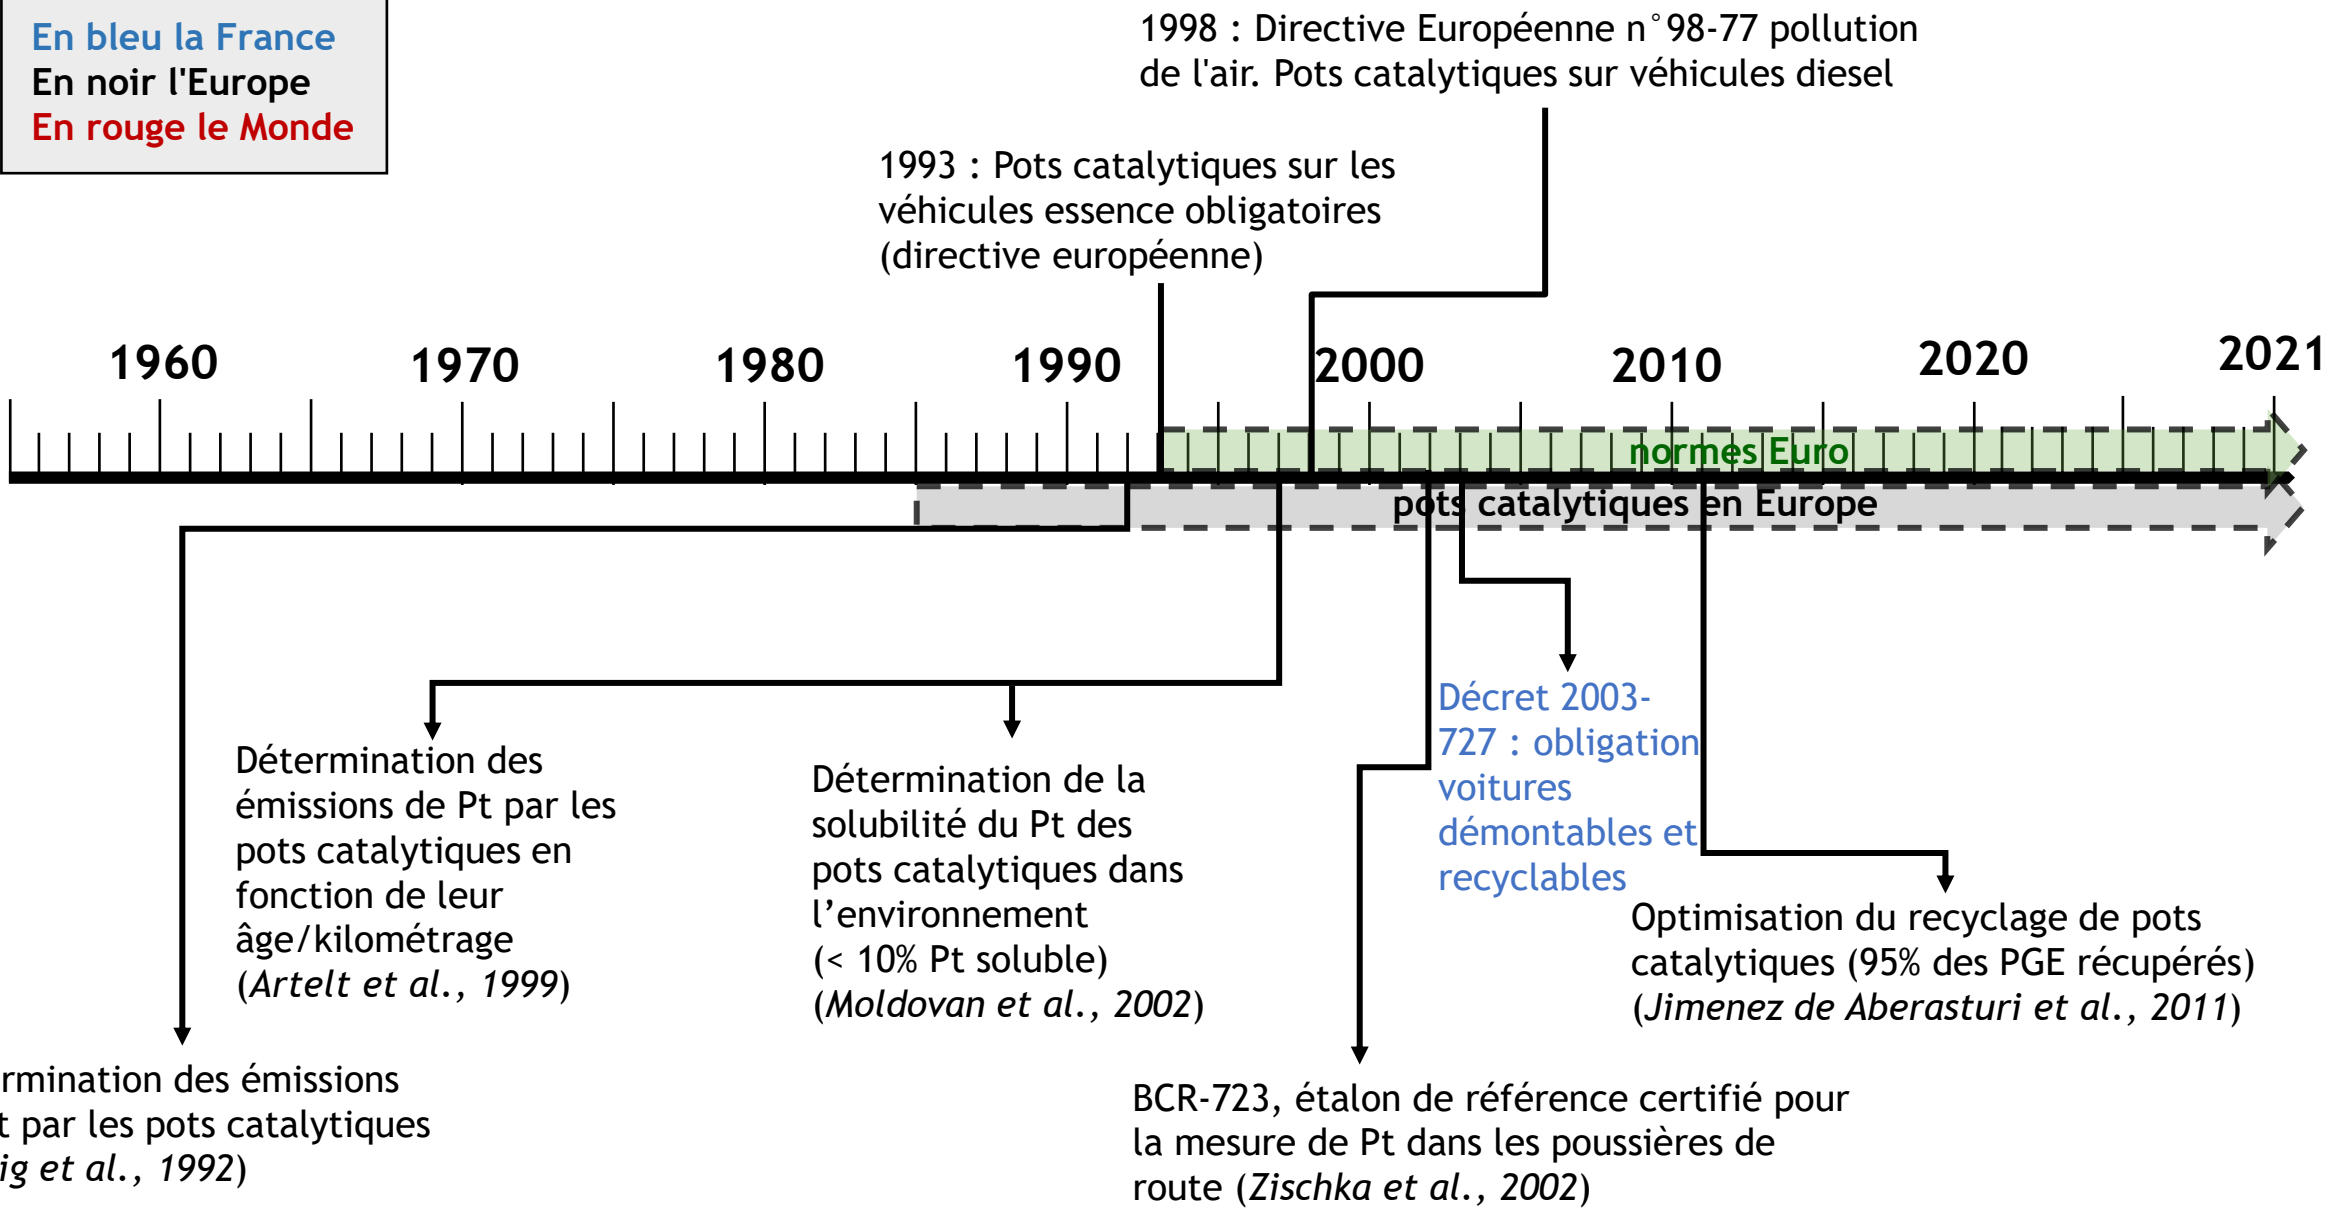 En bleu la France
En noir l'Europe
En rouge le Monde
1998 : Directive Européenne n°98-77 pollution
de l'air. Pots catalytiques sur véhicules diesel
1993 : Pots catalytiques sur les
véhicules essence obligatoires
(directive européenne)
1960 1970 1980 1990 2000 2010 2020 2021
normes Euro
pots catalytiques en Europe
Détermination des
émissions de Pt par les
pots catalytiques en
fonction de leur
âge/kilométrage
(Artelt et al., 1999)
Détermination de la
solubilité du Pt des
pots catalytiques dans
l’environnement
(< 10% Pt soluble)
(Moldovan et al., 2002)
Décret 2003-
727 : obligation
voitures
démontables et
recyclables
Optimisation du recyclage de pots
catalytiques (95% des PGE récupérés)
(Jimenez de Aberasturi et al., 2011)
rmination des émissions
t par les pots catalytiques
ig et al., 1992)
BCR-723, étalon de référence certifié pour
la mesure de Pt dans les poussières de
route (Zischka et al., 2002)